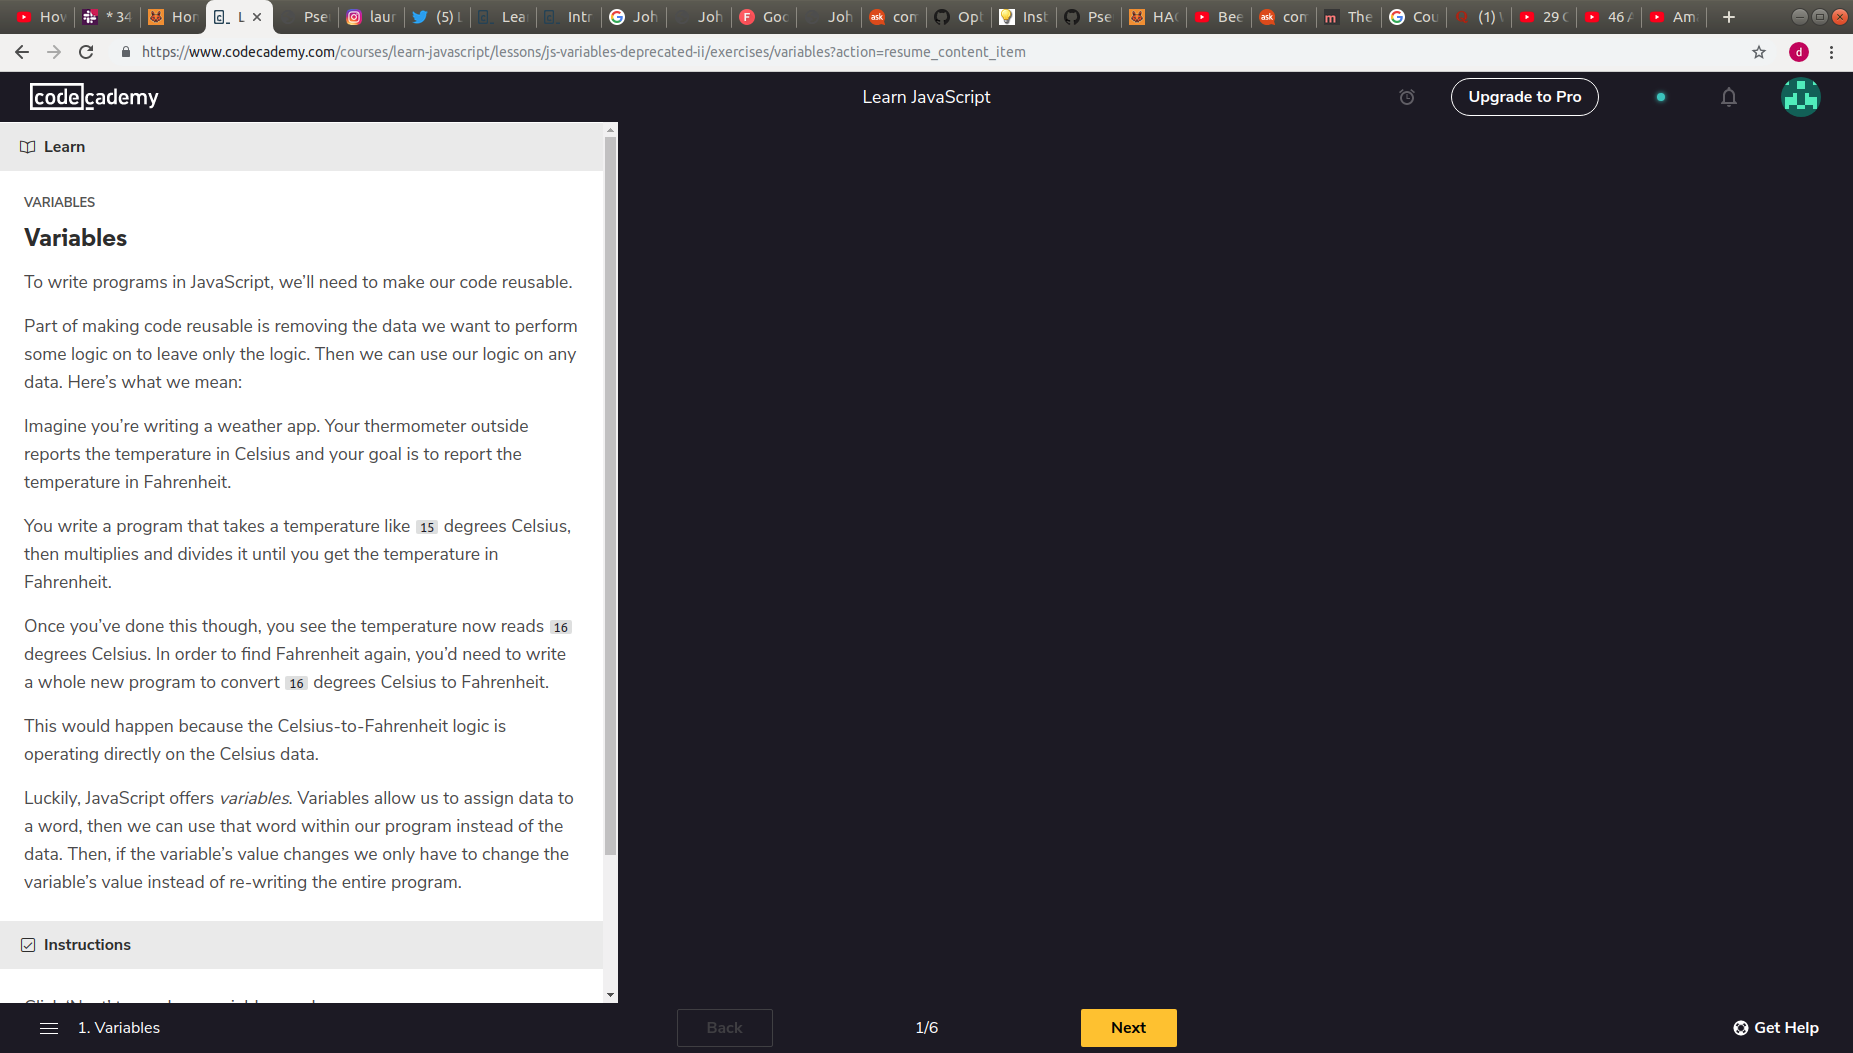 Hov
* 34
Hor
L
Pse
laur
(5) L
Lear
Intr
Joh
Joh
Goo
Joh
con
Opt
Inst
Pse
HAC
Bee
con
The
Cou
(1)
29
46
Am
https://www.codecademy.com/courses/learn-javascript/lessons/js-variables-deprecated-ii/exercises/variables?action=resume_content_item
d
codecademy
Learn JavaScript
Upgrade to Pro
Learn
VARIABLES
Variables
To write programs in JavaScript, we’ll need to make our code reusable.
Part of making code reusable is removing the data we want to perform
some logic on to leave only the logic. Then we can use our logic on any
data. Here’s what we mean:
Imagine you’re writing a weather app. Your thermometer outside
reports the temperature in Celsius and your goal is to report the
temperature in Fahrenheit.
You write a program that takes a temperature like 15 degrees Celsius,
then multiplies and divides it until you get the temperature in
Fahrenheit.
Once you’ve done this though, you see the temperature now reads 16
degrees Celsius. In order to find Fahrenheit again, you’d need to write
a whole new program to convert 16 degrees Celsius to Fahrenheit.
This would happen because the Celsius-to-Fahrenheit logic is
operating directly on the Celsius data.
Luckily, JavaScript offers variables. Variables allow us to assign data to
a word, then we can use that word within our program instead of the
data. Then, if the variable’s value changes we only have to change the
variable’s value instead of re-writing the entire program.
Instructions
1. Variables
Back
1/6
Next
Get Help